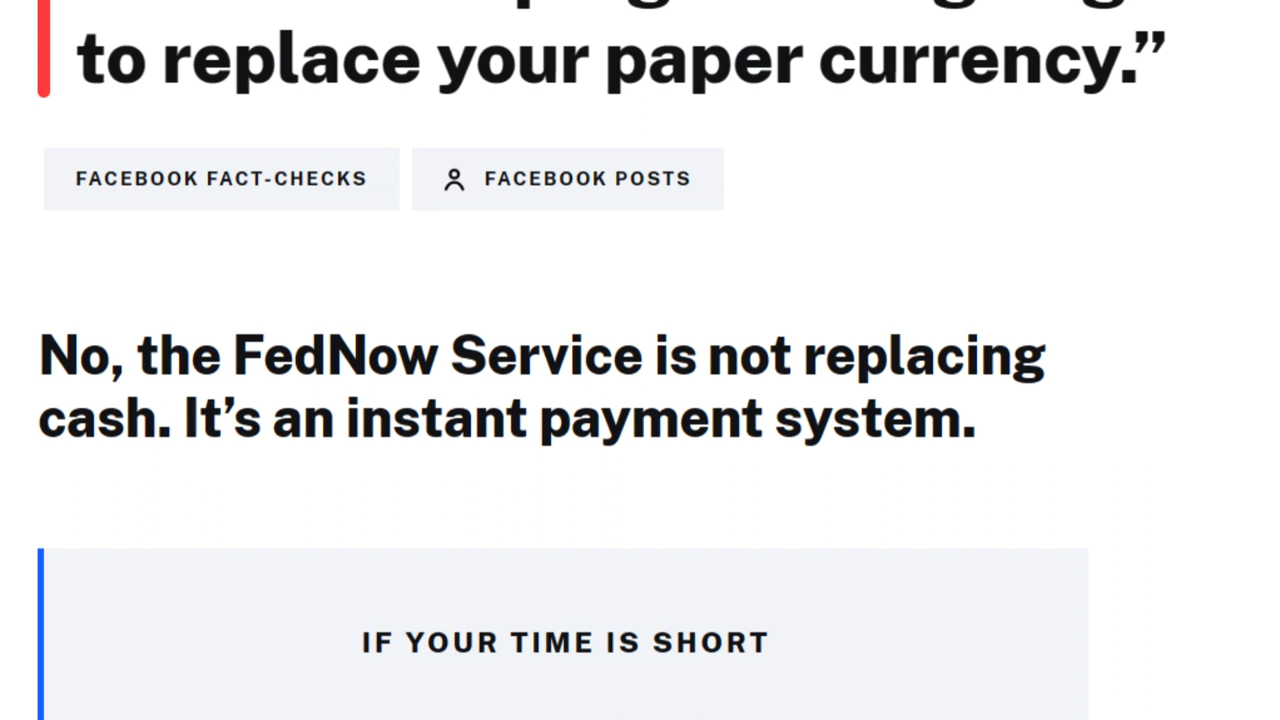 to replace your paper currency.”
FACEBOOK FACT-CHECKS
FACEBOOK POSTS
No, the FedNow Service is not replacing
cash. It’s an instant payment system.
IF YOUR TIME IS SHORT